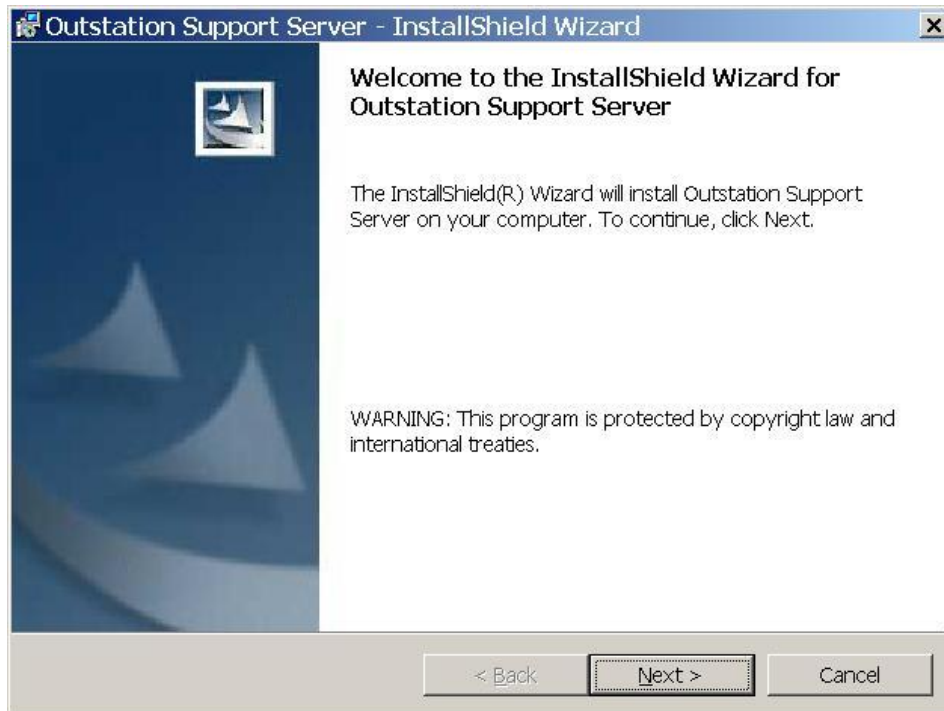 Outstation Support Server - InstallShield Wizard
Welcome to the InstallShield Wizard for
Outstation Support Server
The InstallShield(R) Wizard will install Outstation Support
Server on your computer. To continue, click Next.
WARNING: This program is protected by copyright law and
international treaties.
< Back Next > Cancel